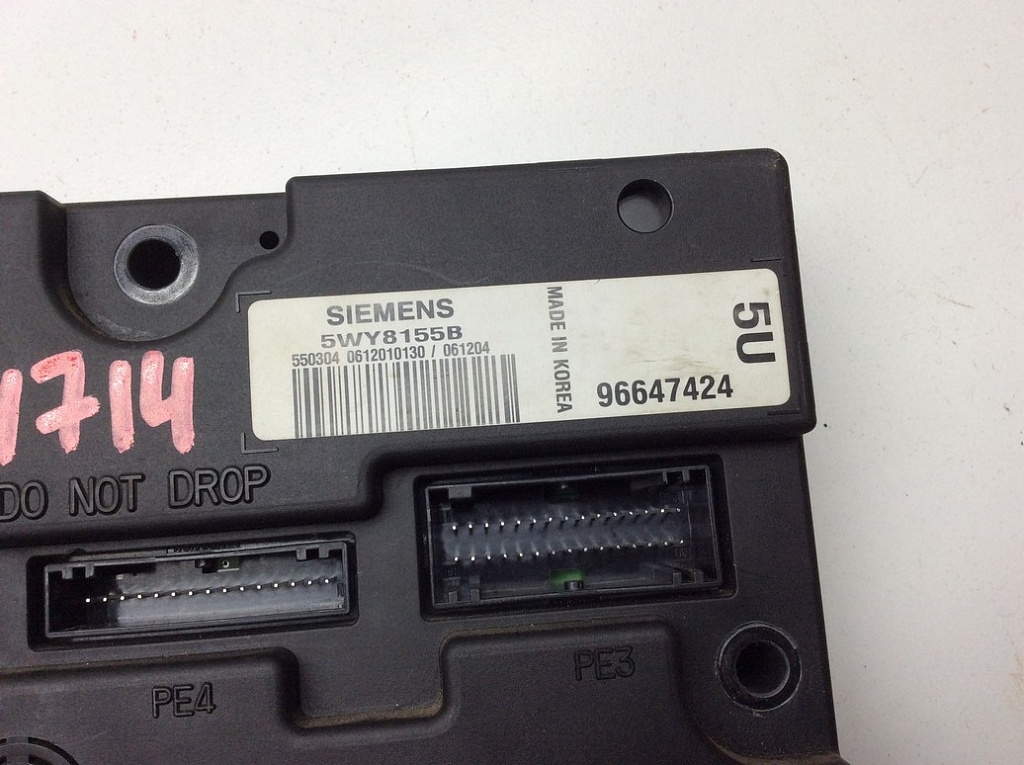 SIEMENS
5WY8155B
550304 0612010130 / 061204
MADE IN KOREA
5U
96647424
1714
DO NOT DROP
PE4
PE3